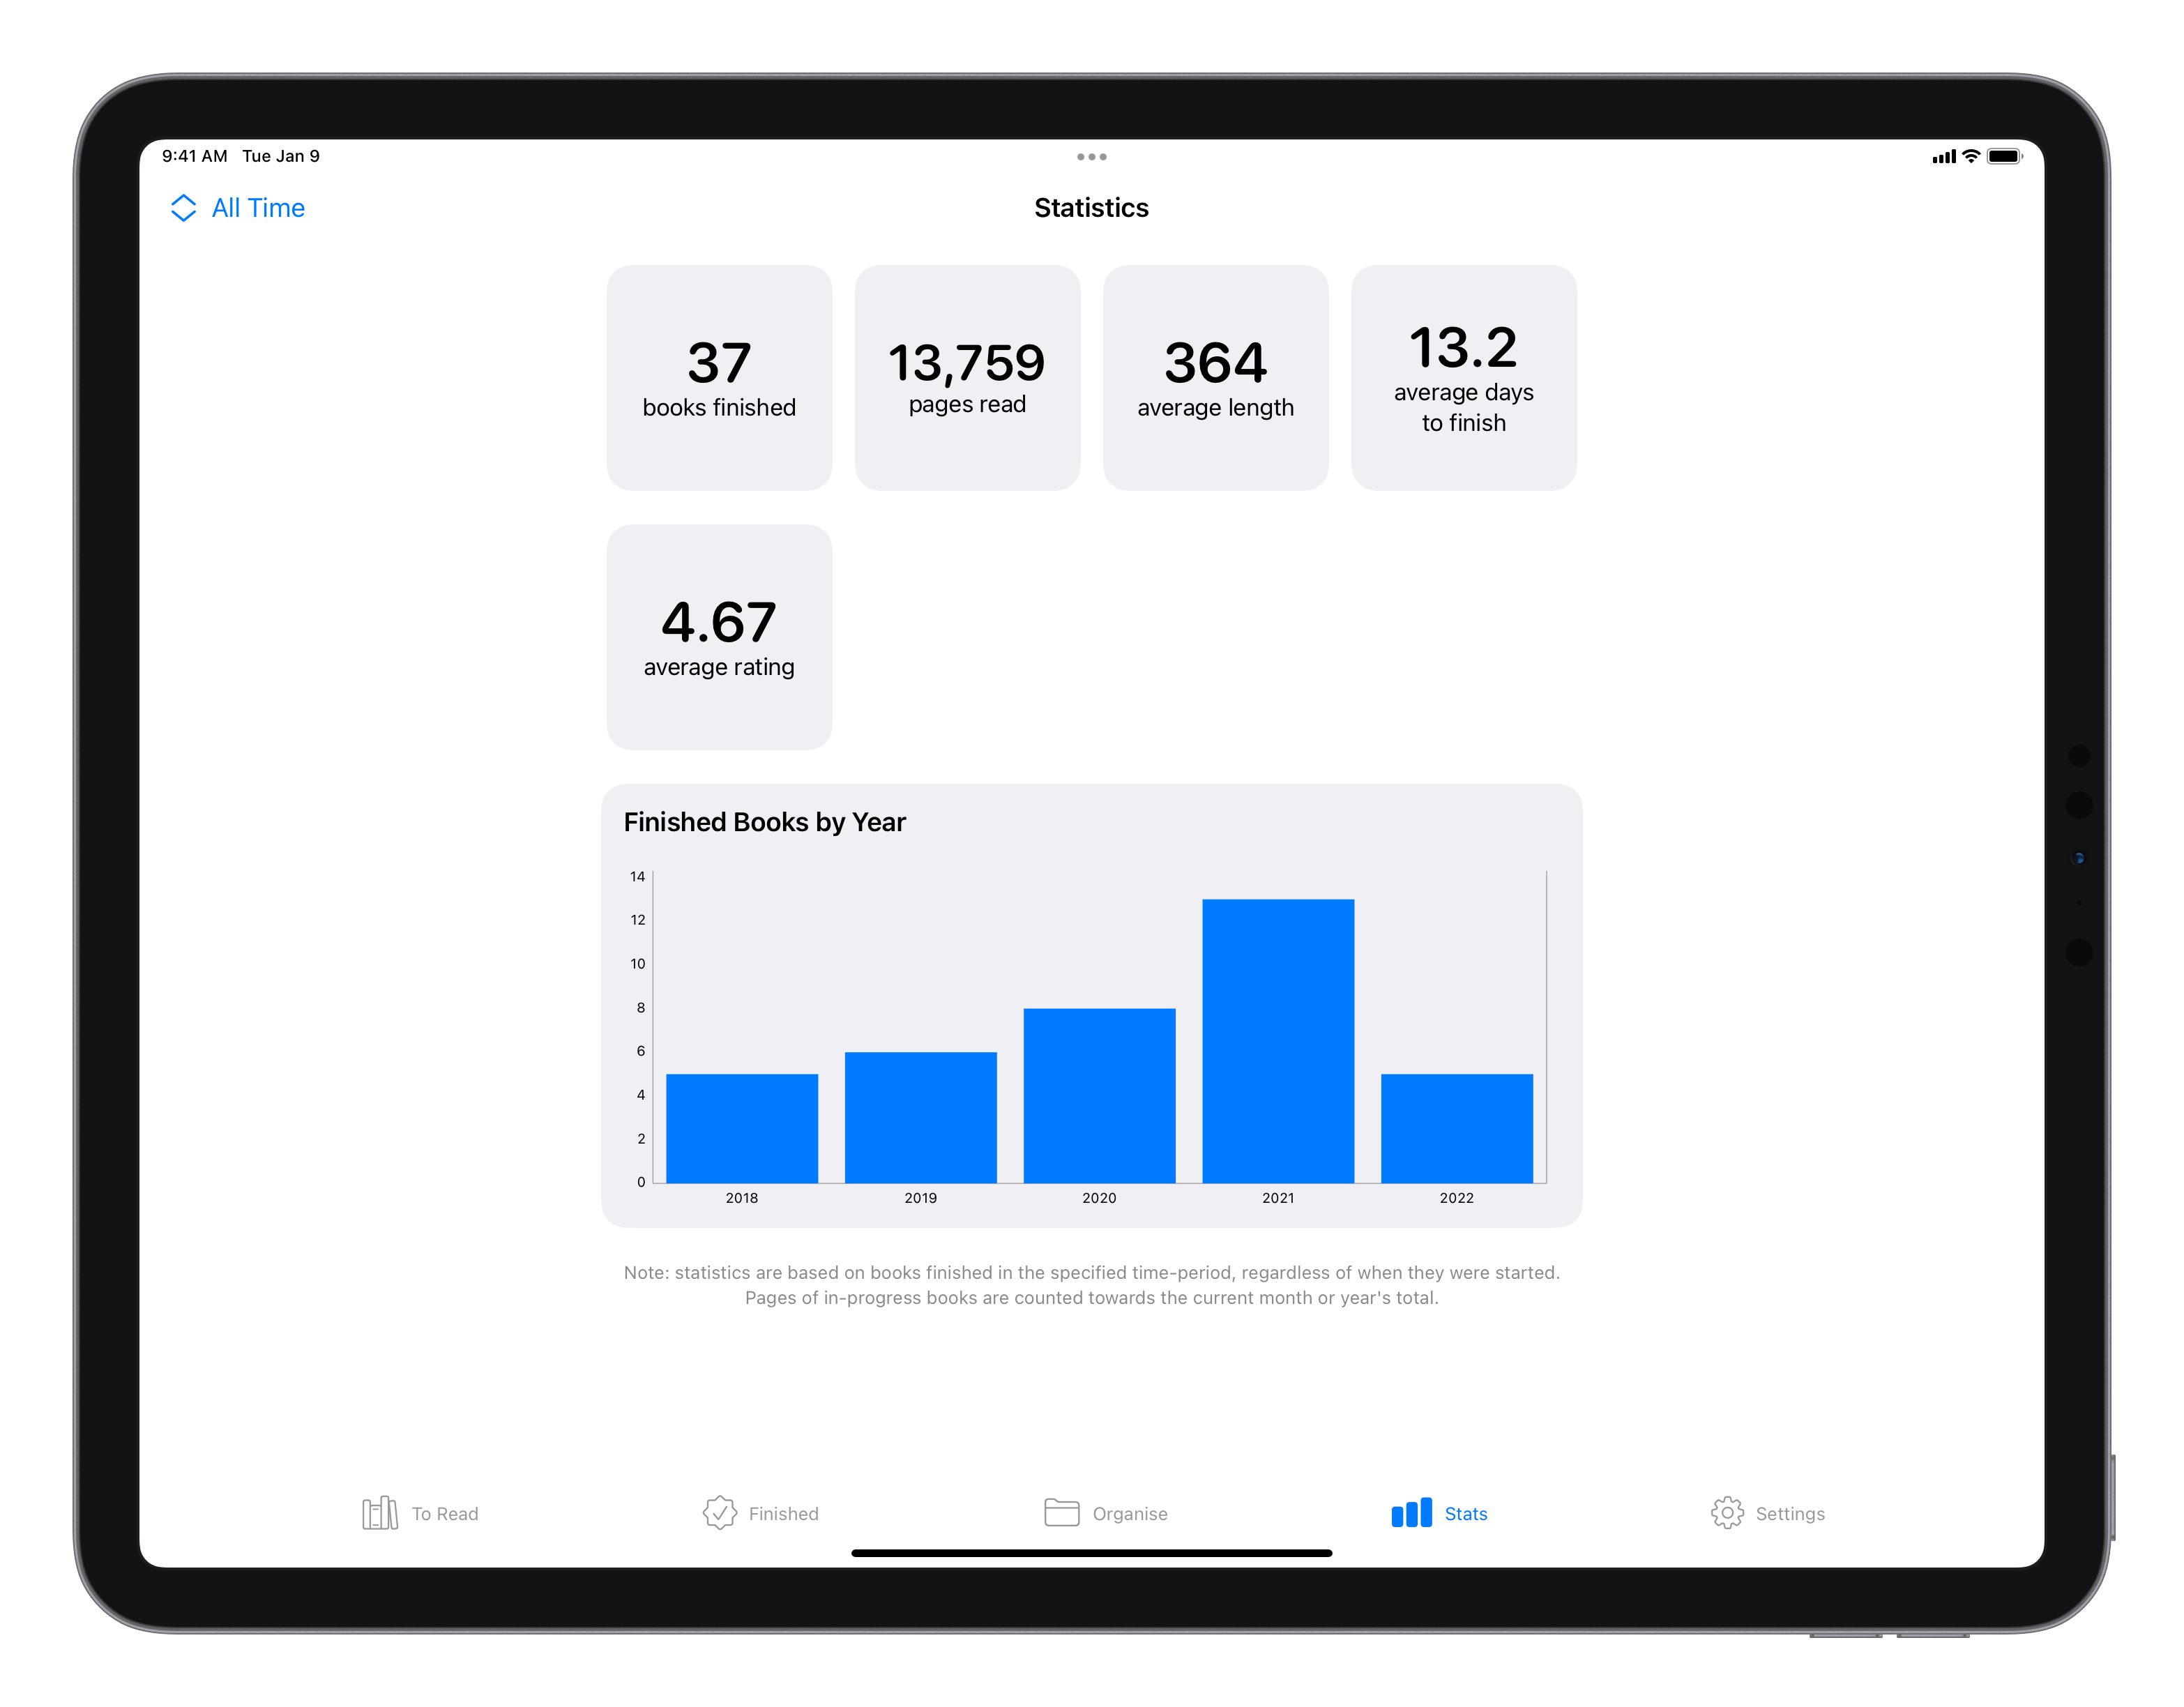 9:41 AM Tue Jan 9
All Time
Statistics
37
books finished
13,759
pages read
364
average length
13.2
average days
to finish
4.67
average rating
Finished Books by Year
14
12
10
8
6
4
2
0
2018 2019 2020 2021 2022
Note: statistics are based on books finished in the specified time-period, regardless of when they were started.
Pages of in-progress books are counted towards the current month or year's total.
To Read Finished Organise Stats Settings